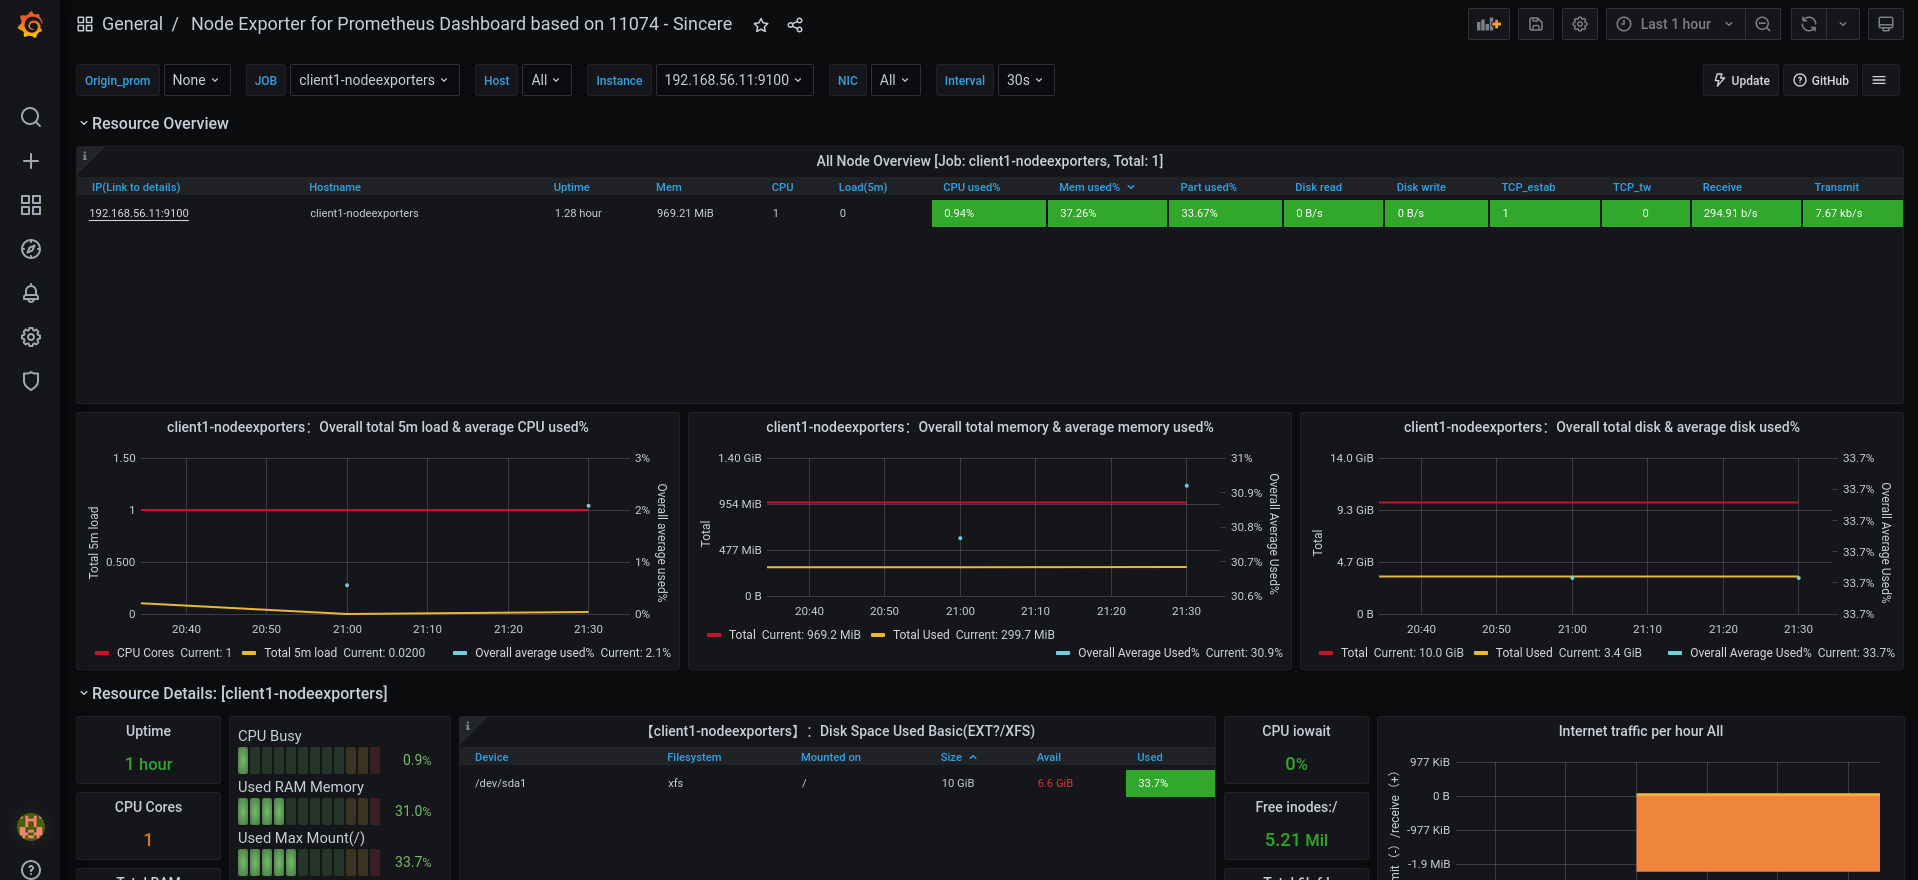 General / Node Exporter for Prometheus Dashboard based on 11074 - Sincere
Last 1 hour
Origin_prom None JOB client1-nodeexporters Host All Instance 192.168.56.11:9100 NIC All Interval 30s Update GitHub
Resource Overview
i
All Node Overview [Job: client1-nodeexporters, Total: 1]
IP(Link to details) Hostname Uptime Mem CPU Load(5m) CPU used% Mem used% Part used% Disk read Disk write TCP_estab TCP_tw Receive Transmit
192.168.56.11:9100 client1-nodeexporters 1.28 hour 969.21 MiB 1 0 0.94% 37.26% 33.67% 0 B/s 0 B/s 1 0 294.91 b/s 7.67 kb/s
client1-nodeexporters：Overall total 5m load & average CPU used%
Total 5m load
1.50
1
0.500
0
3%
2%
1%
0%
Overall average used%
20:40 20:50 21:00 21:10 21:20 21:30
CPU Cores Current: 1 Total 5m load Current: 0.0200 Overall average used% Current: 2.1%
client1-nodeexporters：Overall total memory & average memory used%
Total
1.40 GiB
954 MiB
477 MiB
0 B
31%
30.9%
30.8%
30.7%
30.6%
Overall Average Used%
20:40 20:50 21:00 21:10 21:20 21:30
Total Current: 969.2 MiB Total Used Current: 299.7 MiB
Overall Average Used% Current: 30.9%
client1-nodeexporters：Overall total disk & average disk used%
Total
14.0 GiB
9.3 GiB
4.7 GiB
0 B
33.7%
33.7%
33.7%
33.7%
33.7%
33.7%
Overall Average Used%
20:40 20:50 21:00 21:10 21:20 21:30
Total Current: 10.0 GiB Total Used Current: 3.4 GiB Overall Average Used% Current: 33.7%
Resource Details: [client1-nodeexporters]
Uptime
1 hour
CPU Cores
1
CPU Busy
0.9%
Used RAM Memory
31.0%
Used Max Mount(/)
33.7%
i
【client1-nodeexporters】：Disk Space Used Basic(EXT?/XFS)
Device Filesystem Mounted on Size Avail Used
/dev/sda1 xfs / 10 GiB 6.6 GiB 33.7%
CPU iowait
0%
Free inodes:/
5.21 Mil
Internet traffic per hour All
(-) /receive (+)
977 KiB
0 B
-977 KiB
-1.9 MiB